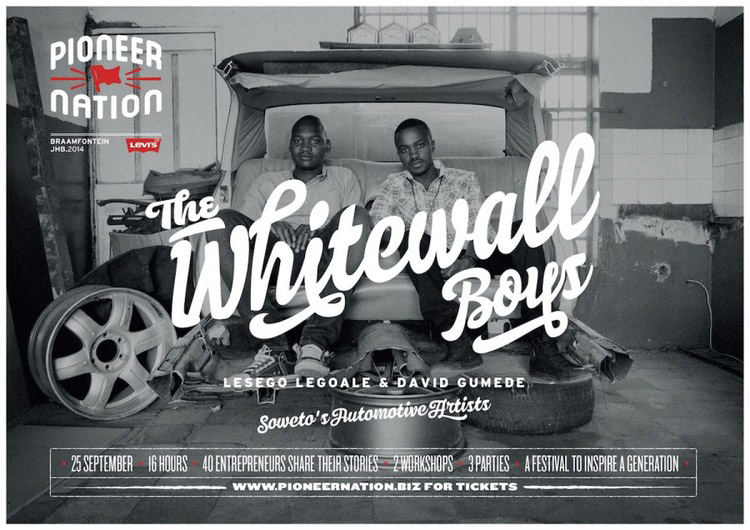 PIONEER
NATION
BRAAMFONTEIN
JHB.2014
LEVI'S
The
Whitewall
Boys
LESEGO LEGOALE & DAVID GUMEDE
Soweto's Automotive Artists
25 SEPTEMBER 16 HOURS 40 ENTREPRENEURS SHARE THEIR STORIES 2 WORKSHOPS 3 PARTIES A FESTIVAL TO INSPIRE A GENERATION
WWW.PIONEERNATION.BIZ FOR TICKETS